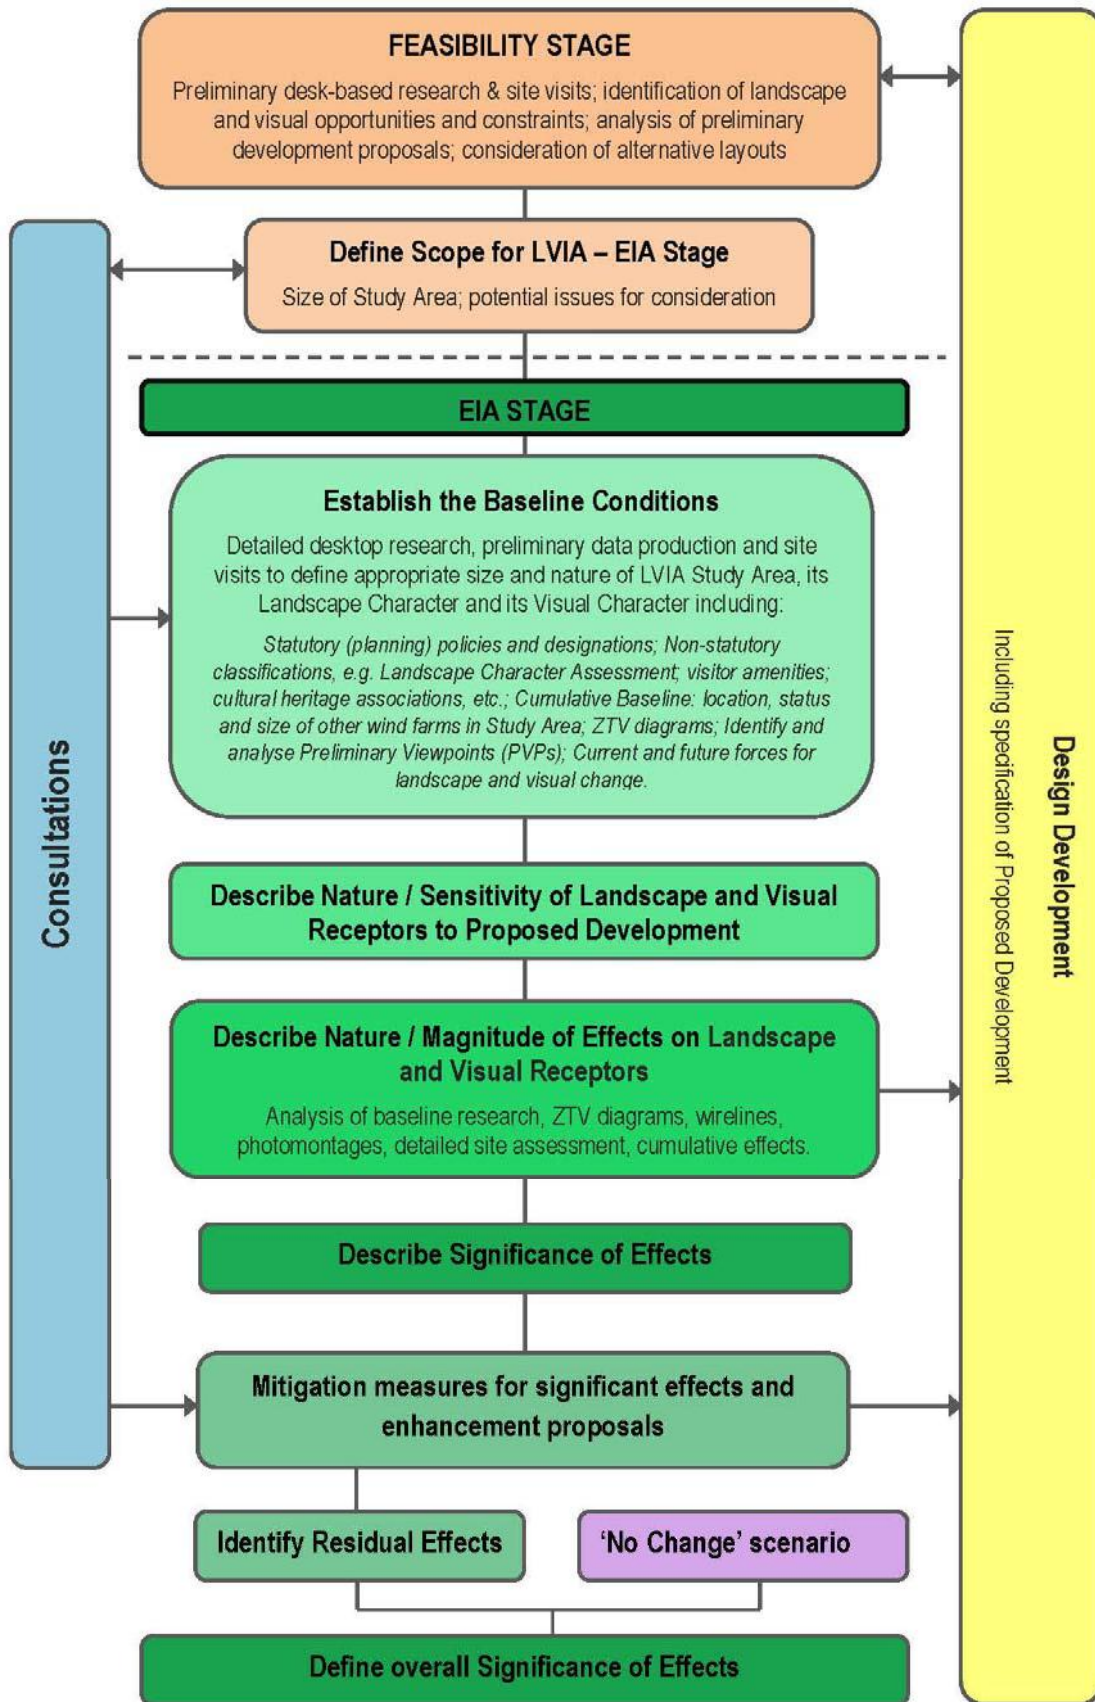 FEASIBILITY STAGE
Preliminary desk-based research & site visits; identification of landscape
and visual opportunities and constraints; analysis of preliminary
development proposals; consideration of alternative layouts
Define Scope for LVIA – EIA Stage
Size of Study Area; potential issues for consideration
EIA STAGE
Establish the Baseline Conditions
Detailed desktop research, preliminary data production and site
visits to define appropriate size and nature of LVIA Study Area, its
Landscape Character and its Visual Character including:
Statutory (planning) policies and designations; Non-statutory
classifications, e.g. Landscape Character Assessment; visitor amenities;
cultural heritage associations, etc.; Cumulative Baseline: location, status
and size of other wind farms in Study Area; ZTV diagrams; Identify and
analyse Preliminary Viewpoints (PVPs); Current and future forces for
landscape and visual change.
Describe Nature / Sensitivity of Landscape and Visual
Receptors to Proposed Development
Describe Nature / Magnitude of Effects on Landscape
and Visual Receptors
Analysis of baseline research, ZTV diagrams, wirelines,
photomontages, detailed site assessment, cumulative effects.
Describe Significance of Effects
Mitigation measures for significant effects and
enhancement proposals
Identify Residual Effects
‘No Change’ scenario
Define overall Significance of Effects
Consultations
Design Development
Including specification of Proposed Development